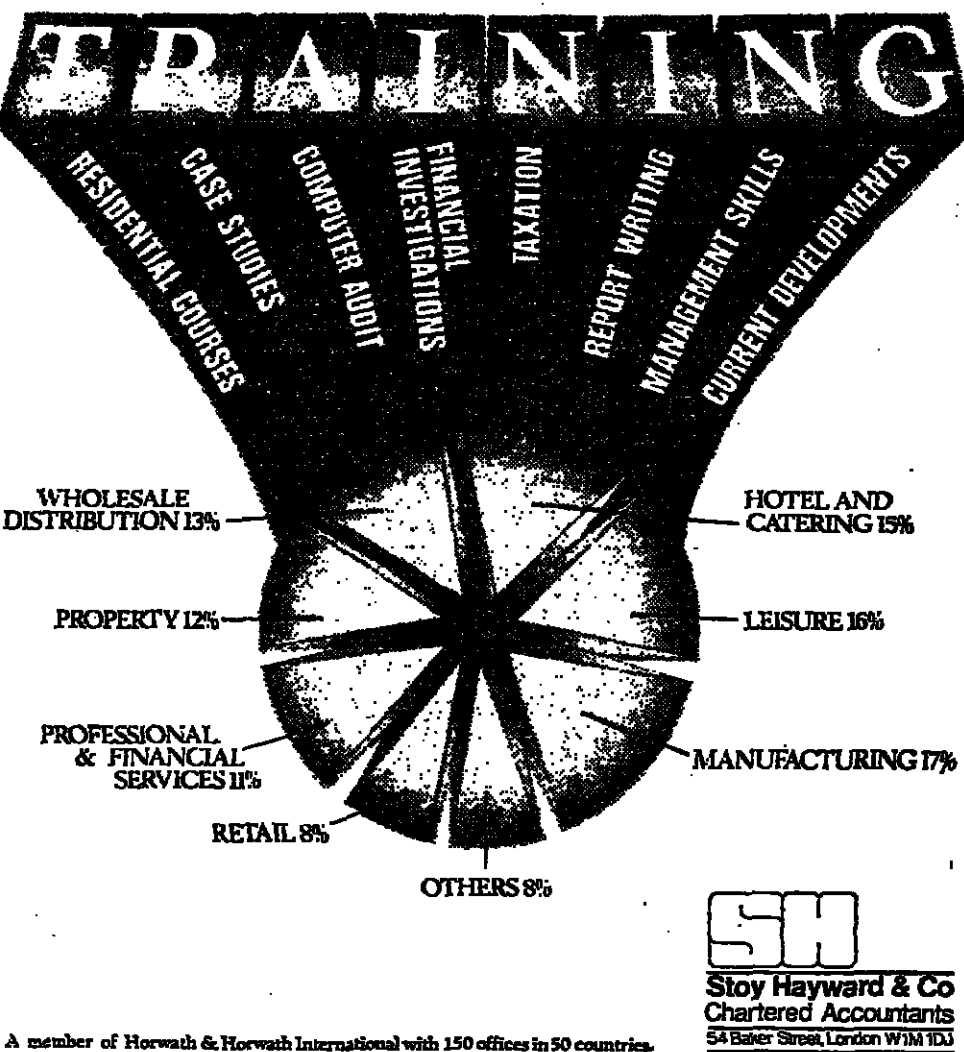 TRAINING
RESIDENTIAL COURSES
CASE STUDIES
COMPUTER AUDIT
FINANCIAL
INVESTIGATIONS
TAXATION
REPORT WRITING
MANAGEMENT SKILLS
CURRENT DEVELOPMENTS
WHOLESALE
DISTRIBUTION 13%
HOTEL AND
CATERING 15%
PROPERTY 12%
LEISURE 16%
PROFESSIONAL
& FINANCIAL
SERVICES 11%
MANUFACTURING 17%
RETAIL 8%
OTHERS 8%
SH
Stoy Hayward & Co
Chartered Accountants
54 Baker Street, London W1M 1DJ
A member of Horwath & Horwath International with 150 offices in 50 countries.